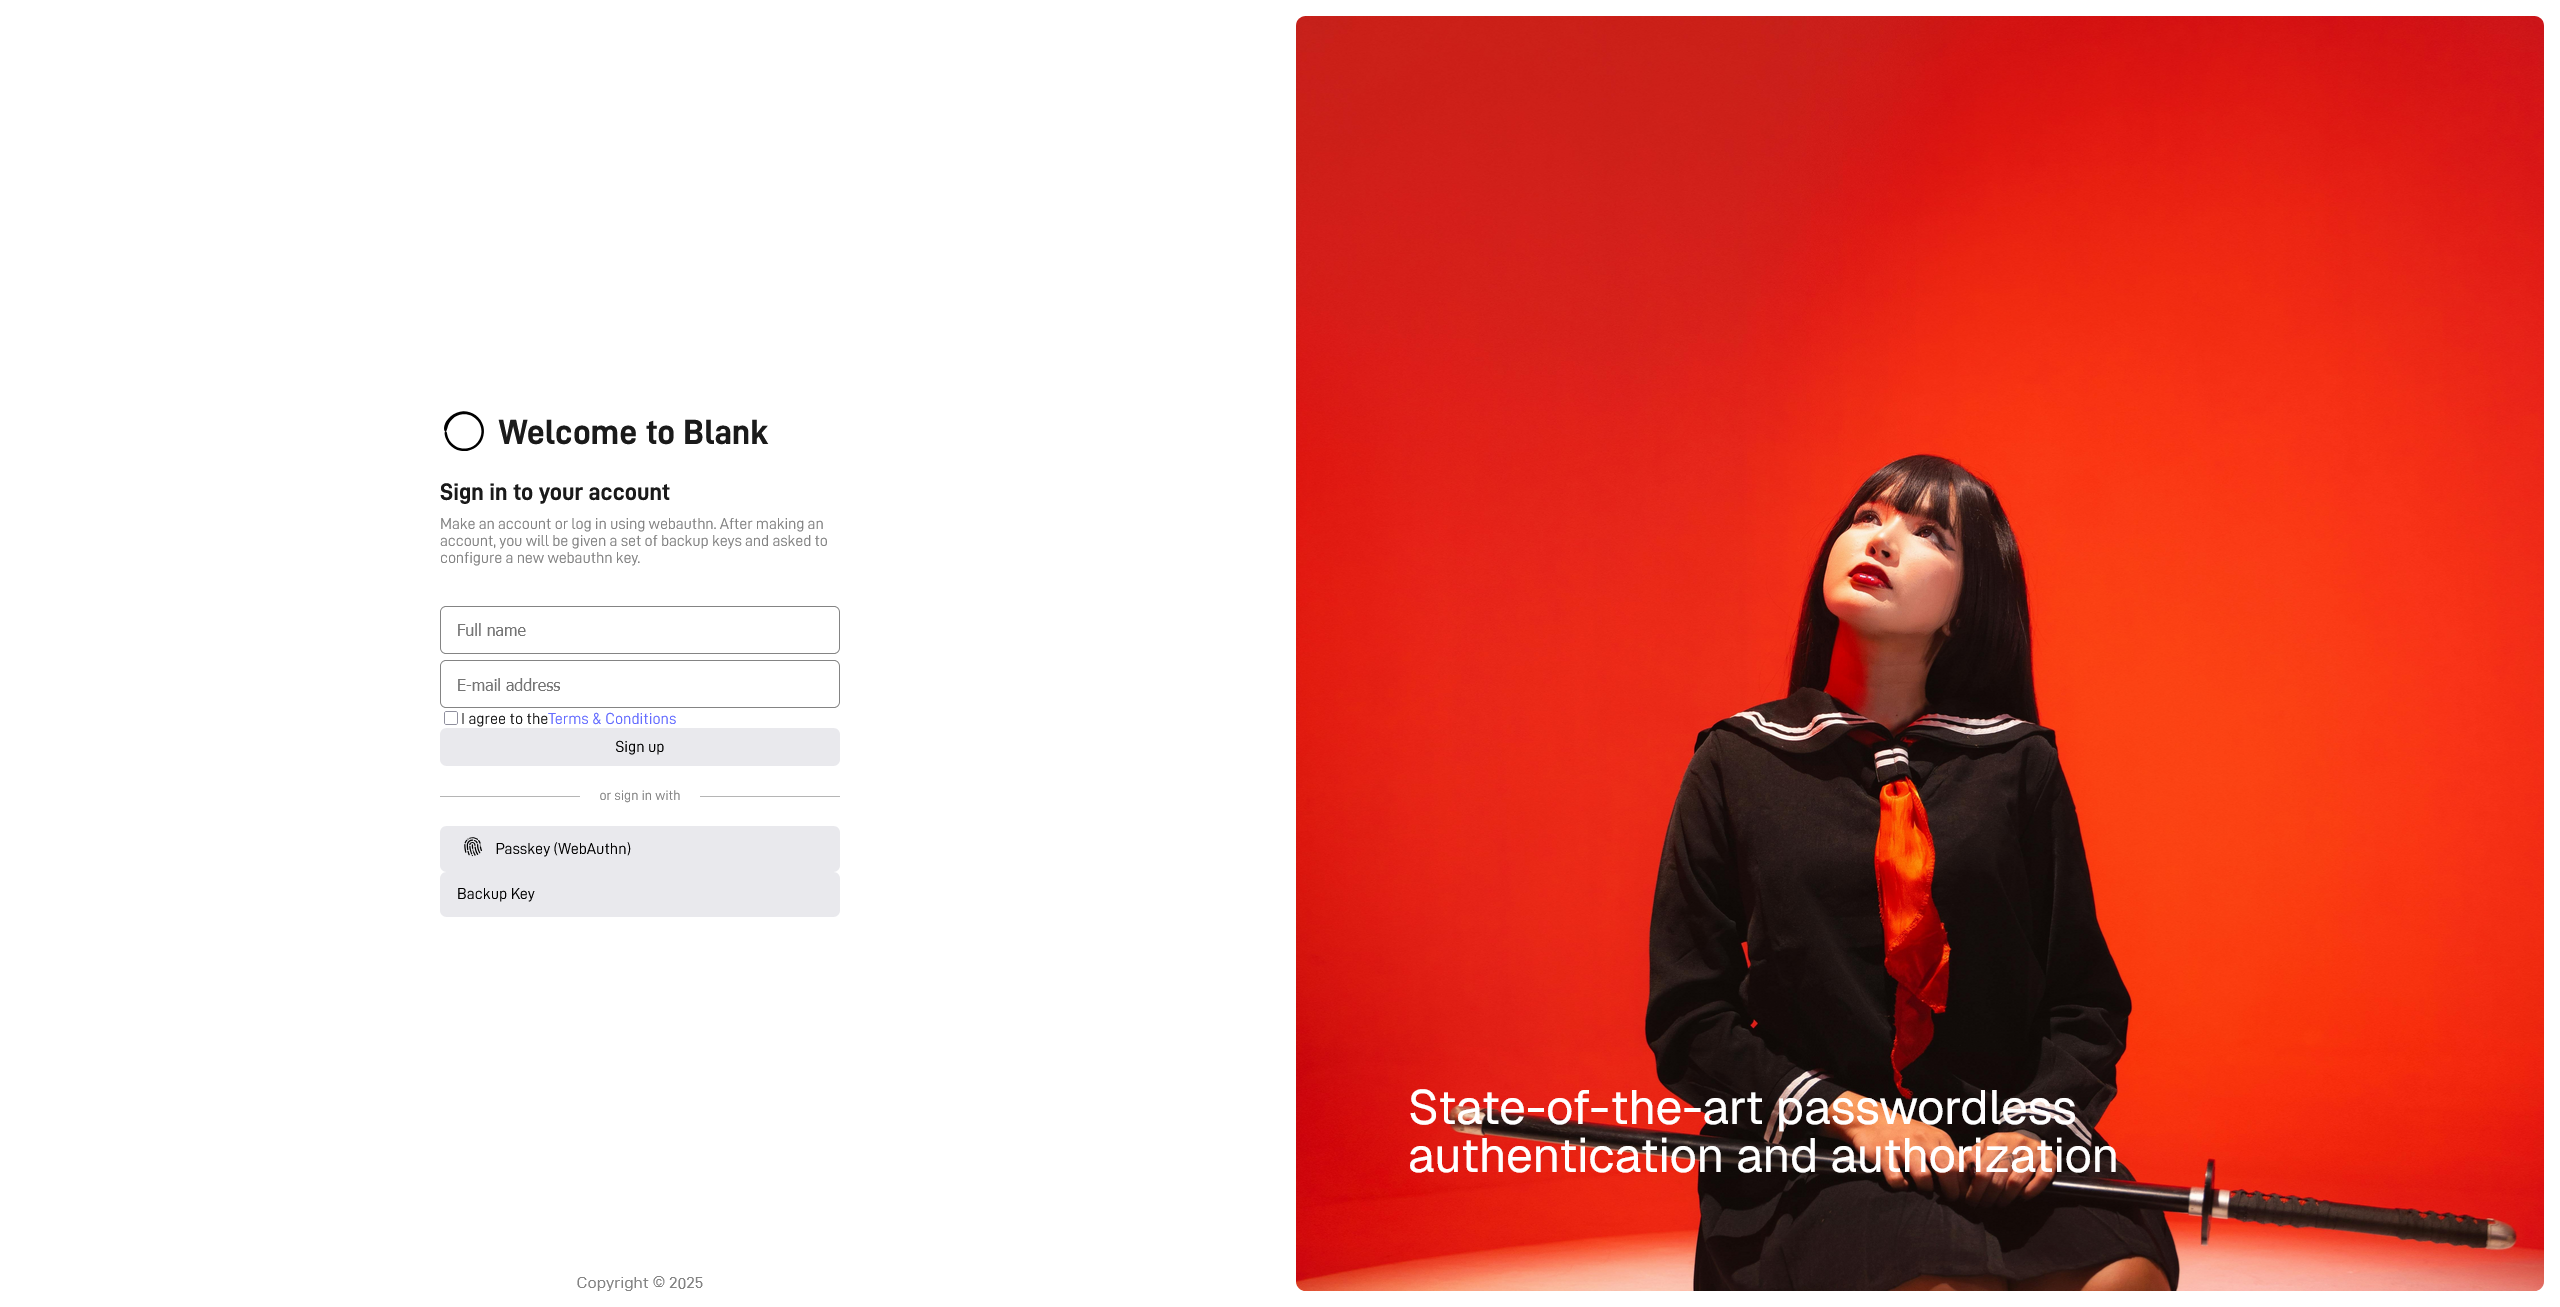 Welcome to Blank
Sign in to your account
Make an account or log in using webauthn. After making an
account, you will be given a set of backup keys and asked to
configure a new webauthn key.
Full name
E-mail address
I agree to theTerms & Conditions
Sign up
or sign in with
Passkey (WebAuthn)
Backup Key
Copyright © 2025
State-of-the-art passwordless
authentication and authorization